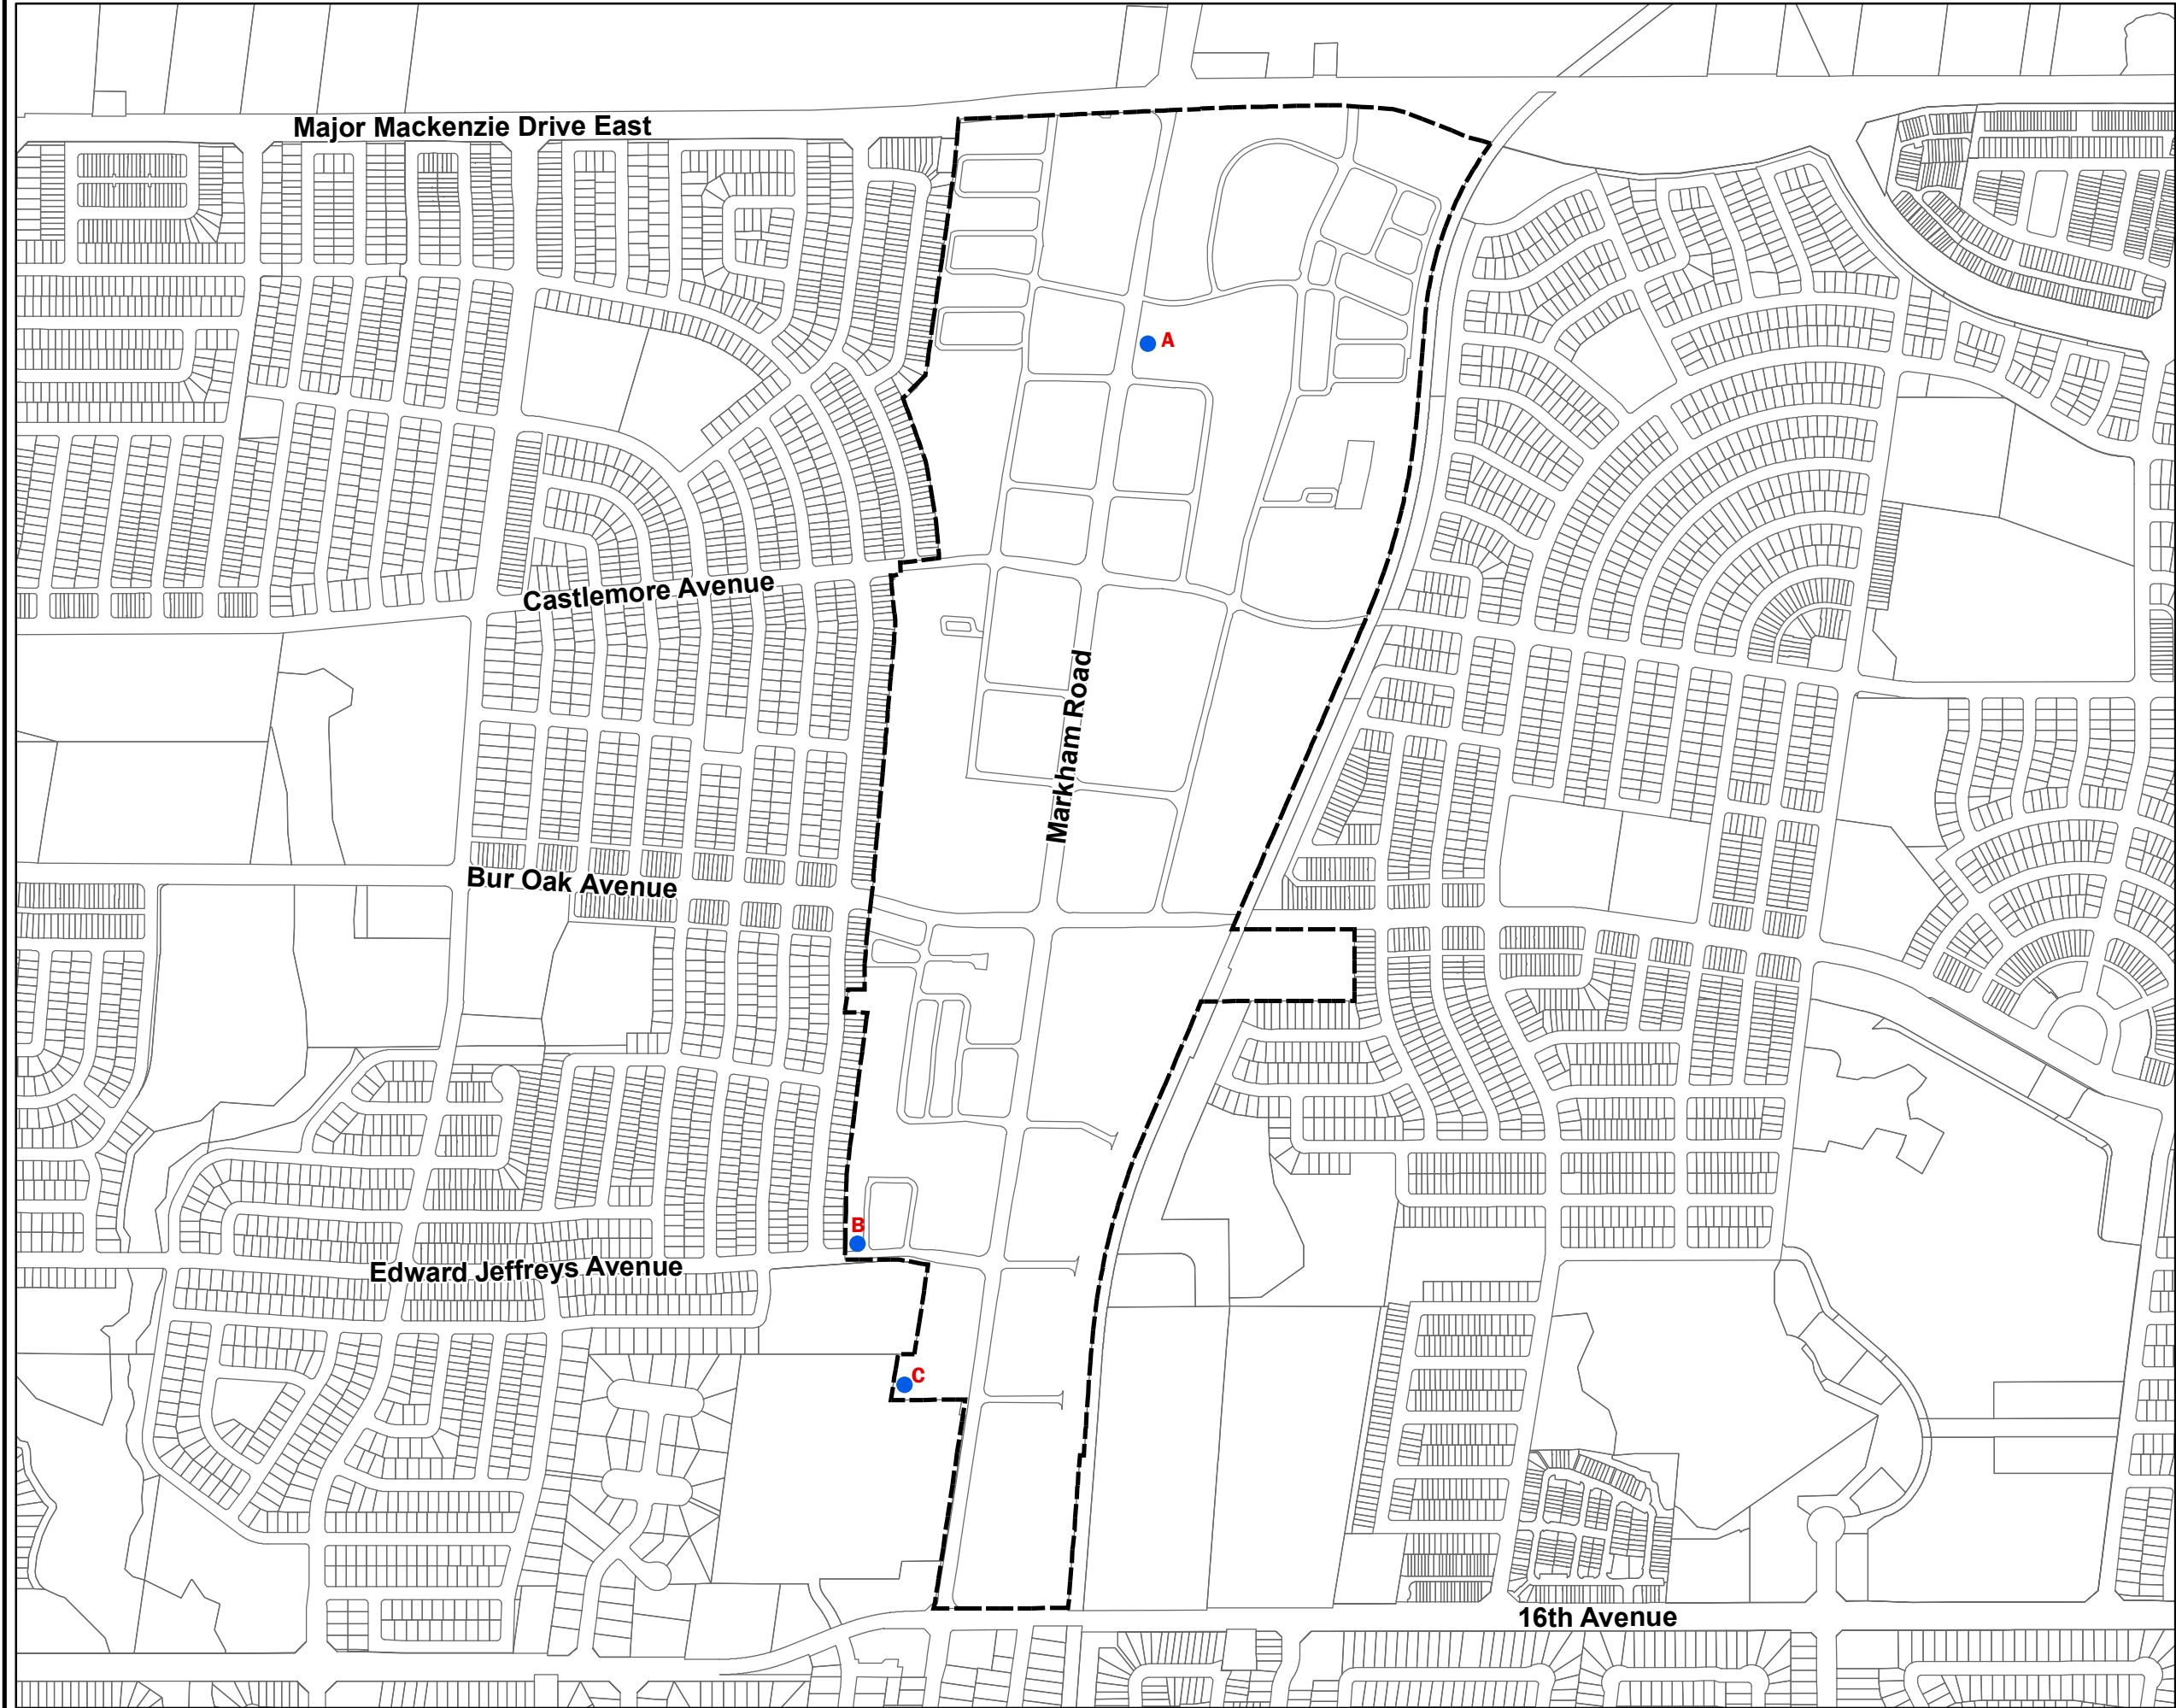 Major Mackenzie Drive East
A
Castlemore Avenue
Markham Road
Bur Oak Avenue
B
Edward Jeffreys Avenue
C
16th Avenue